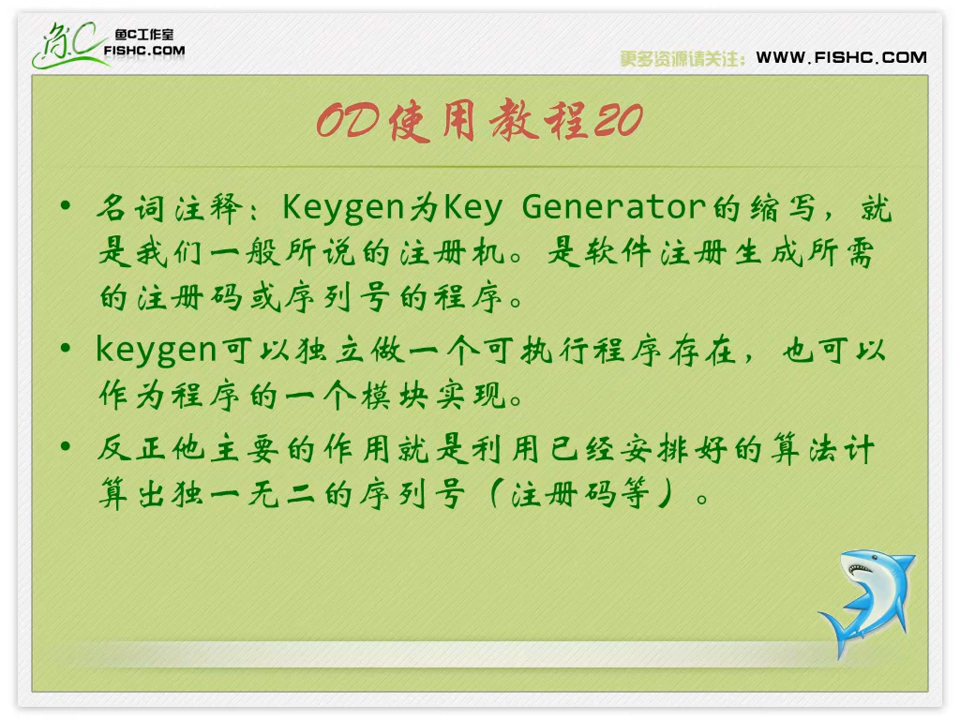 鱼C工作室
FISHC.COM
更多资源请关注：WWW.FISHC.COM
OD使用教程20
• 名词注释：Keygen为Key Generator的缩写，就
是我们一般所说的注册机。是软件注册生成所需
的注册码或序列号的程序。
• keygen可以独立做一个可执行程序存在，也可以
作为程序的一个模块实现。
• 反正他主要的作用就是利用已经安排好的算法计
算出独一无二的序列号（注册码等）。